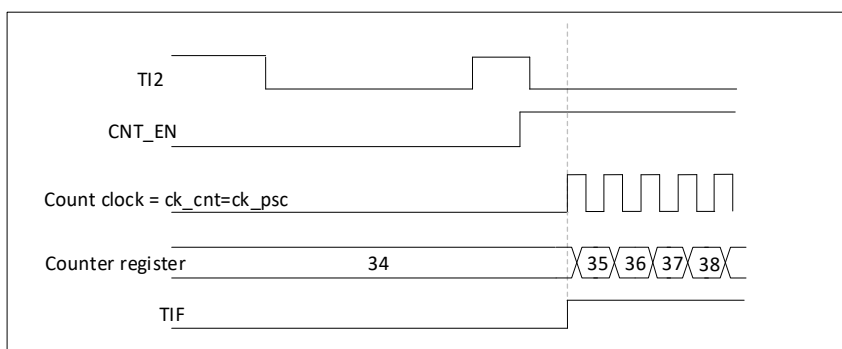 TI2
CNT_EN
Count clock = ck_cnt=ck_psc
Counter register 34 35 36 37 38
TIF